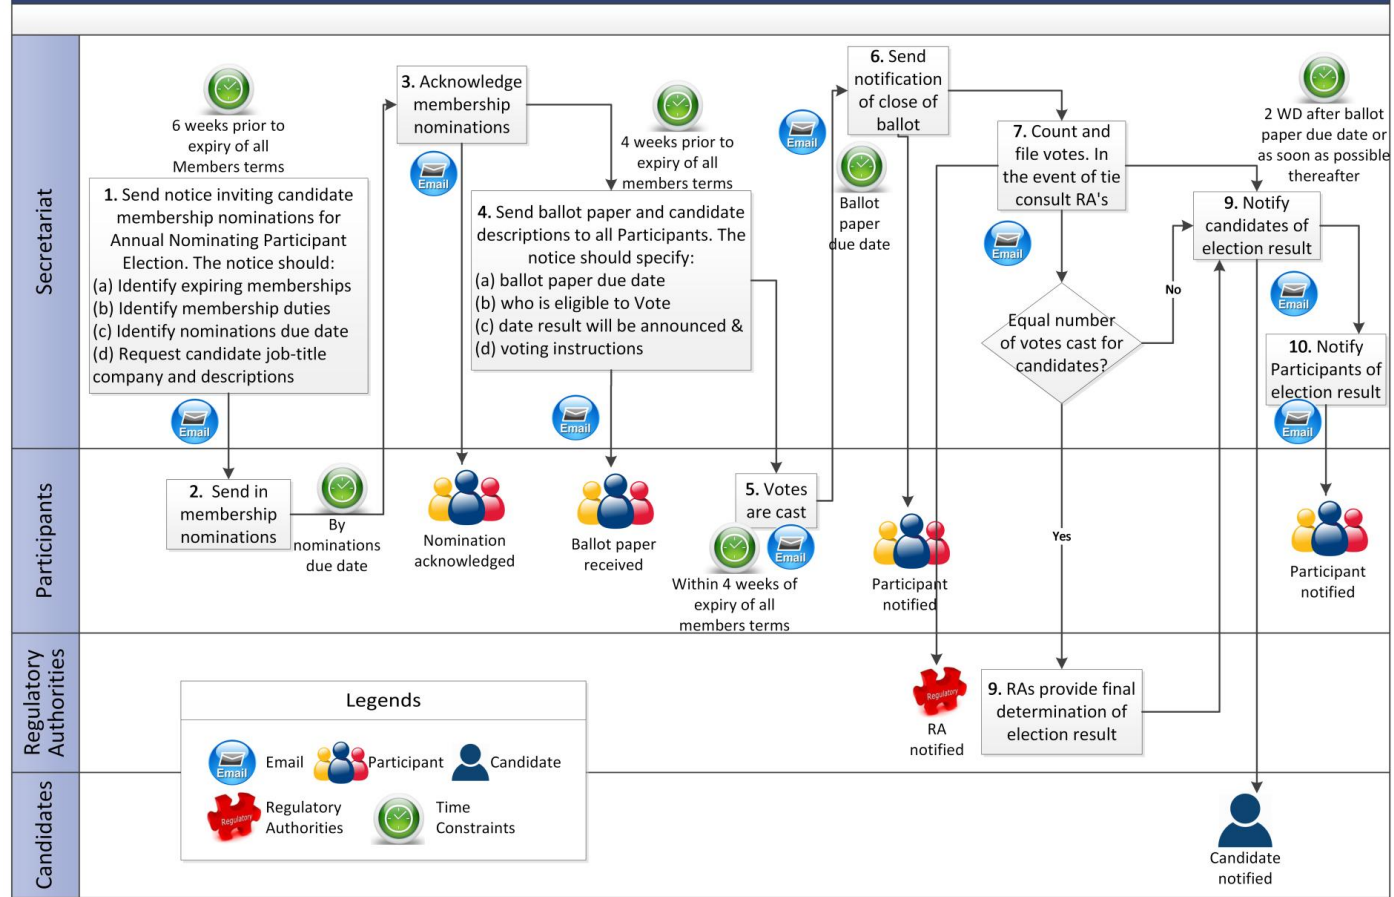 Secretariat
6 weeks prior to
expiry of all
Members terms
1. Send notice inviting candidate
membership nominations for
Annual Nominating Participant
Election. The notice should:
(a) Identify expiring memberships
(b) Identify membership duties
(c) Identify nominations due date
(d) Request candidate job-title
company and descriptions
Email
3. Acknowledge
membership
nominations
Email
4 weeks prior to
expiry of all
members terms
4. Send ballot paper and candidate
descriptions to all Participants. The
notice should specify:
(a) ballot paper due date
(b) who is eligible to Vote
(c) date result will be announced &
(d) voting instructions
Email
6. Send
notification
of close of
ballot
Email
Ballot
paper
due date
7. Count and
file votes. In
the event of tie
consult RA's
Email
Equal number
of votes cast for
candidates?
No
Yes
2 WD after ballot
paper due date or
as soon as possible
thereafter
9. Notify
candidates of
election result
Email
10. Notify
Participants of
election result
Email
Participants
2. Send in
membership
nominations
By
nominations
due date
Nomination
acknowledged
Ballot paper
received
5. Votes
are cast
Email
Within 4 weeks of
expiry of all
members terms
Participant
notified
Participant
notified
Regulatory
Authorities
Regulatory
RA
notified
9. RAs provide final
determination of
election result
Legends
Email
Email
Participant
Candidate
Regulatory
Regulatory
Authorities
Time
Constraints
Candidates
Candidate
notified